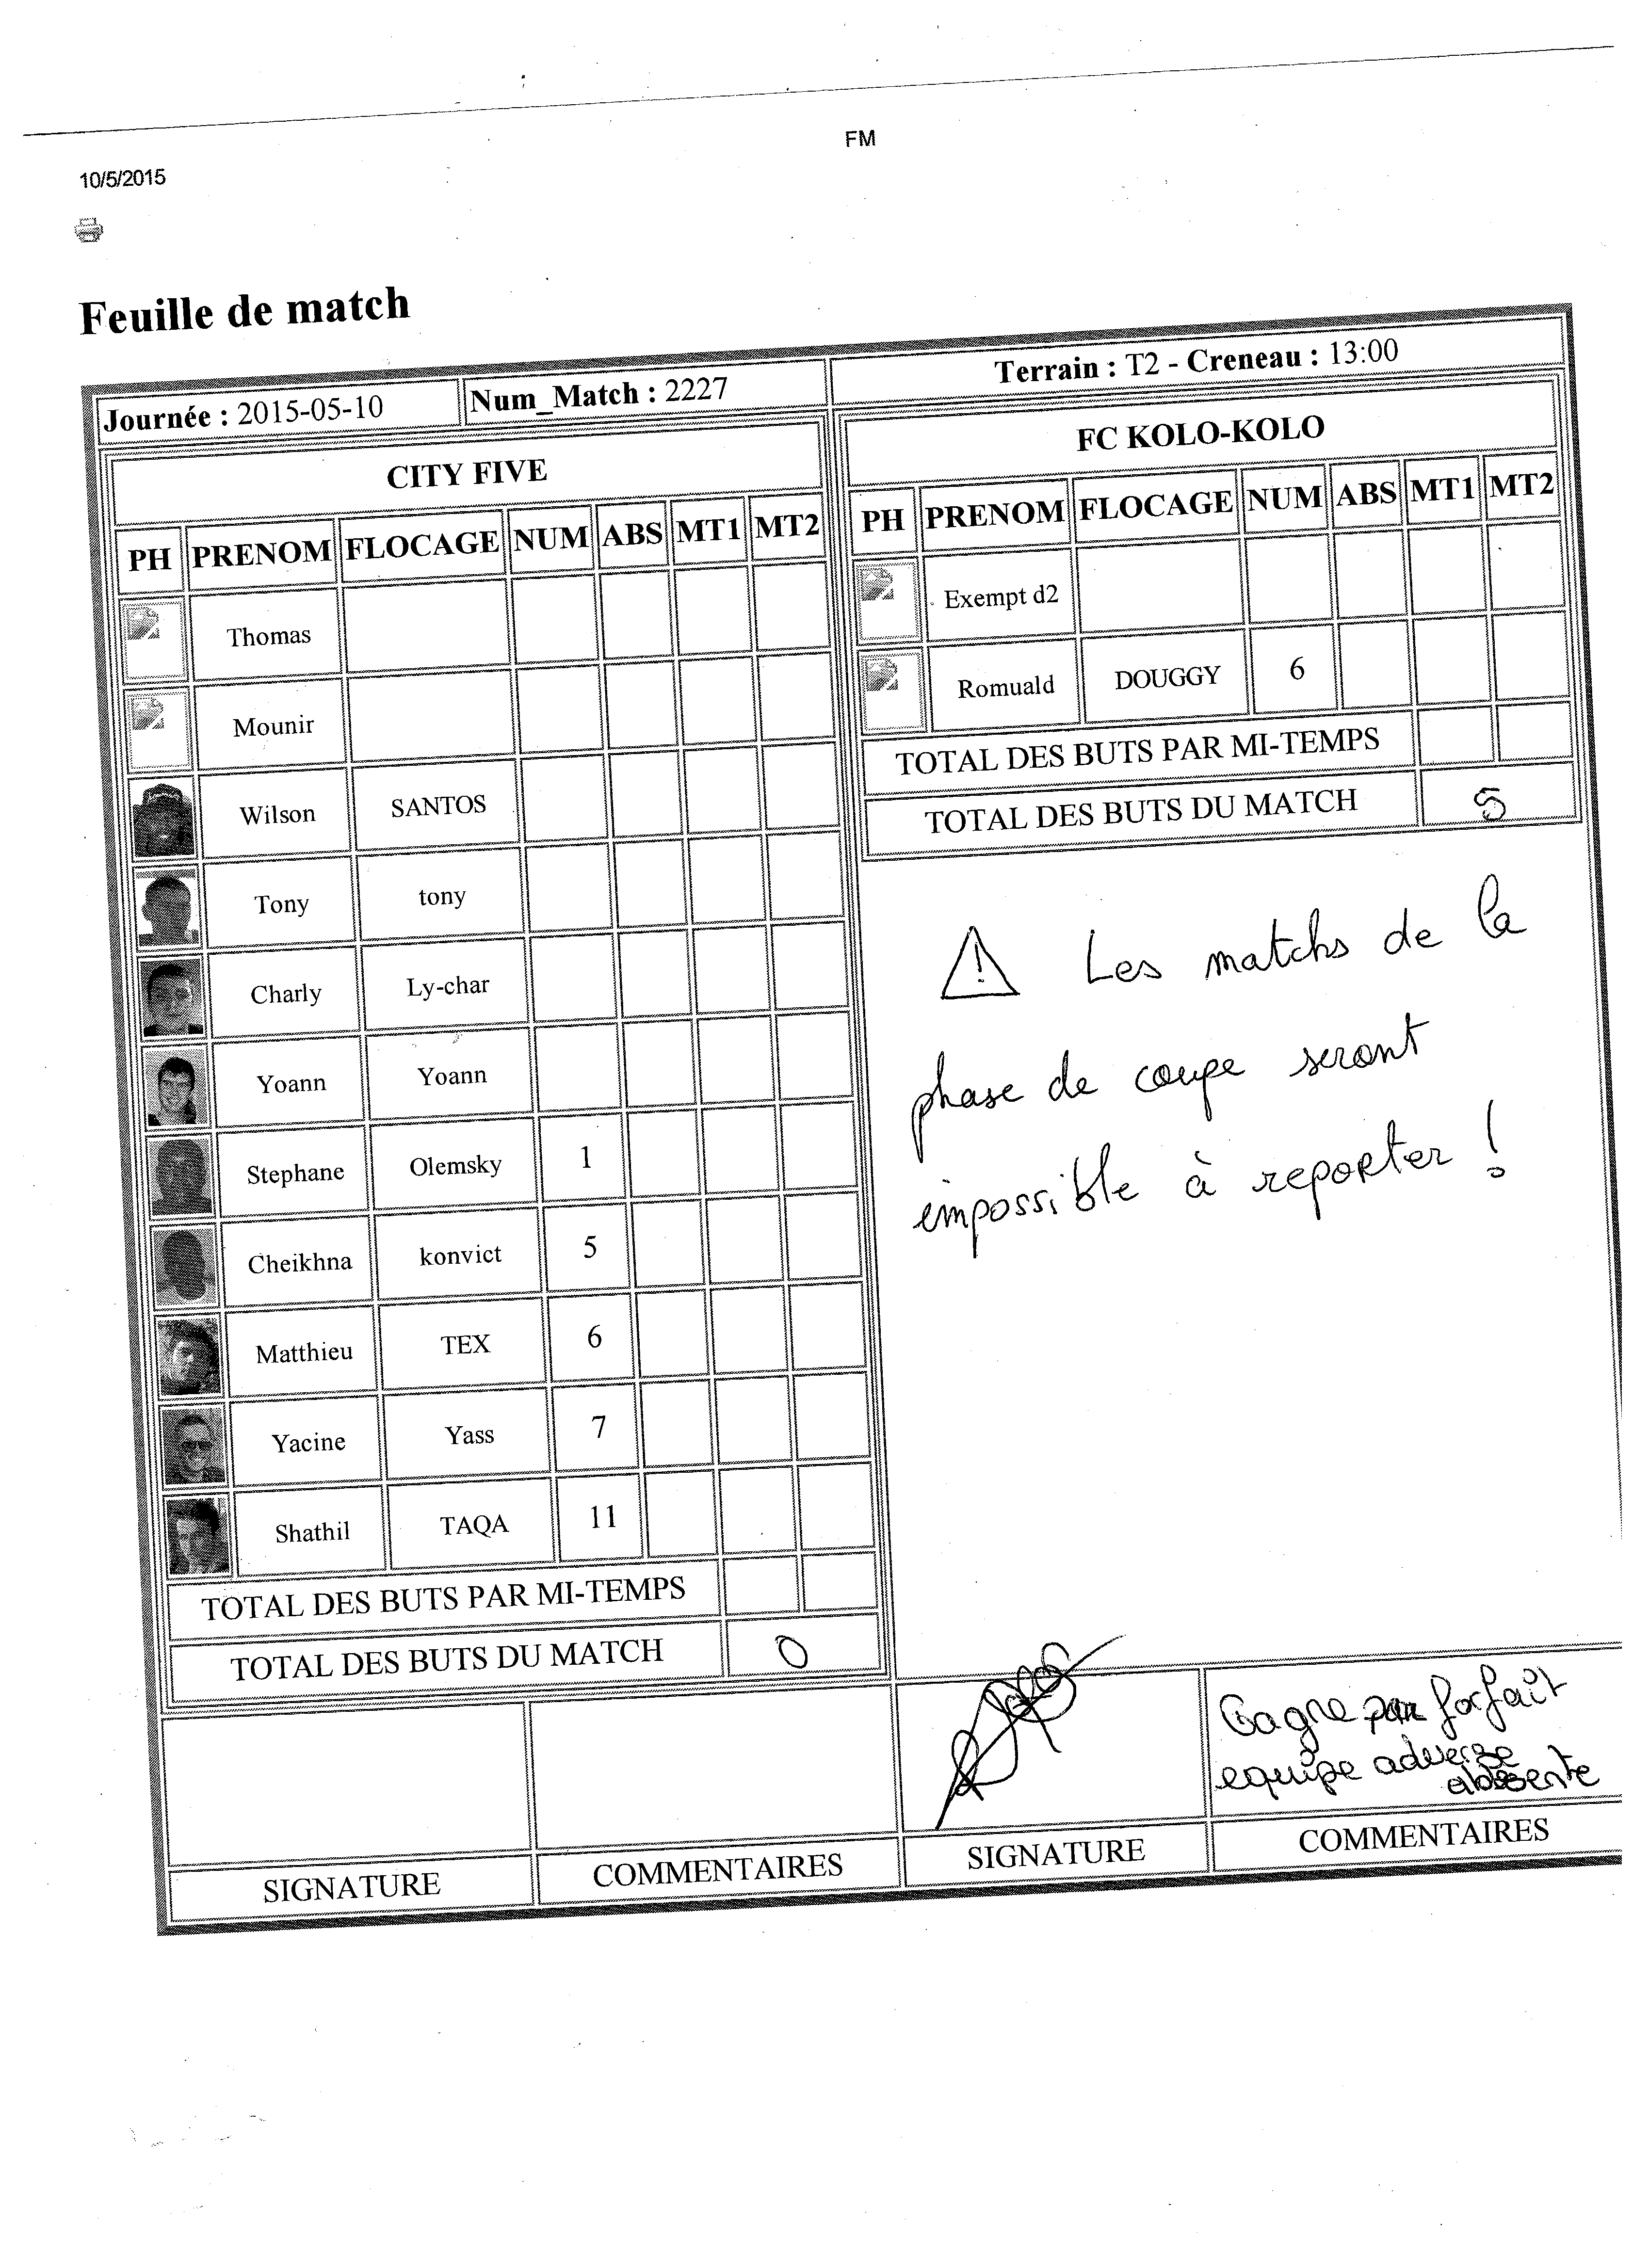 FM
10/5/2015
Feuille de match
Journée : 2015-05-10 Num_Match : 2227 Terrain : T2 - Creneau : 13:00
CITY FIVE
PH PRENOM FLOCAGE NUM ABS MT1 MT2
Thomas
Mounir
Wilson SANTOS
Tony tony
Charly Ly-char
Yoann Yoann
Stephane Olemsky 1
Cheikhna konvict 5
Matthieu TEX 6
Yacine Yass 7
Shathil TAQA 11
TOTAL DES BUTS PAR MI-TEMPS
TOTAL DES BUTS DU MATCH 0
FC KOLO-KOLO
PH PRENOM FLOCAGE NUM ABS MT1 MT2
Exempt d2
Romuald DOUGGY 6
TOTAL DES BUTS PAR MI-TEMPS
TOTAL DES BUTS DU MATCH 5
⚠ Les matchs de la
phase de coupe seront
impossible à reporter !
Gagne par forfait
equipe adverse
absente
SIGNATURE COMMENTAIRES SIGNATURE COMMENTAIRES